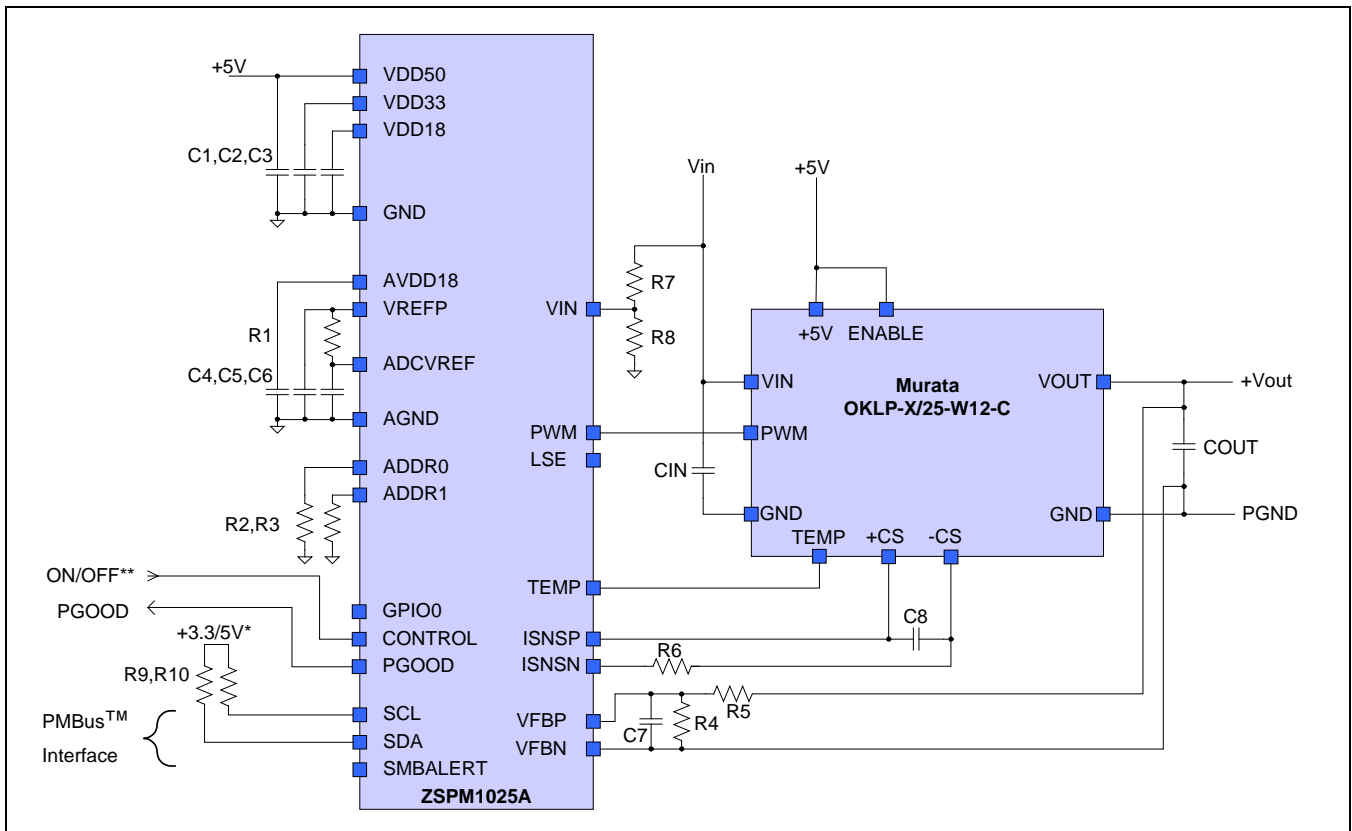 +5V
VDD50
VDD33
VDD18
C1,C2,C3
GND
AVDD18
VREFP
R1
ADCVREF
C4,C5,C6
AGND
ADDR0
ADDR1
R2,R3
ON/OFF**
PGOOD
GPIO0
CONTROL
PGOOD
+3.3/5V*
R9,R10
SCL
SDA
SMBALERT
PMBus™
Interface
ZSPM1025A
VIN
PWM
LSE
TEMP
ISNSP
ISNSN
VFBP
VFBN
Vin
+5V
R7
R8
CIN
+5V
ENABLE
VIN
Murata
OKLP-X/25-W12-C
VOUT
PWM
GND
GND
TEMP
+CS
-CS
+Vout
COUT
PGND
C8
R6
R5
C7
R4